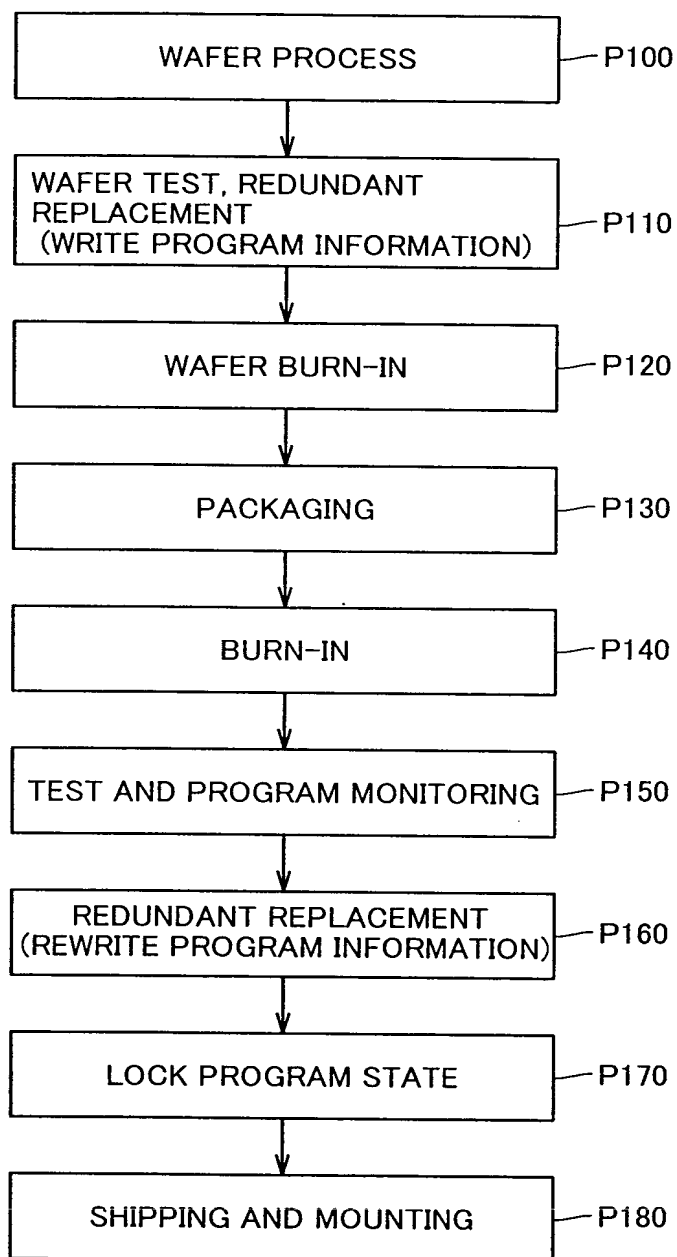 WAFER PROCESS P100
WAFER TEST, REDUNDANT
REPLACEMENT
(WRITE PROGRAM INFORMATION) P110
WAFER BURN-IN P120
PACKAGING P130
BURN-IN P140
TEST AND PROGRAM MONITORING P150
REDUNDANT REPLACEMENT
(REWRITE PROGRAM INFORMATION) P160
LOCK PROGRAM STATE P170
SHIPPING AND MOUNTING P180